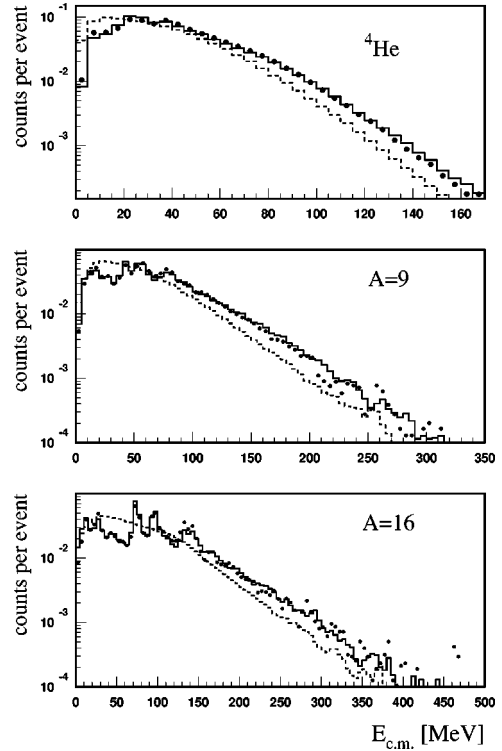 counts per event
10⁻¹
10⁻²
10⁻³
⁴He
0 20 40 60 80 100 120 140 160
counts per event
10⁻²
10⁻³
10⁻⁴
A=9
0 50 100 150 200 250 300 350
counts per event
10⁻²
10⁻³
10⁻⁴
A=16
0 50 100 150 200 250 300 350 400 450 500
E_c.m. [MeV]